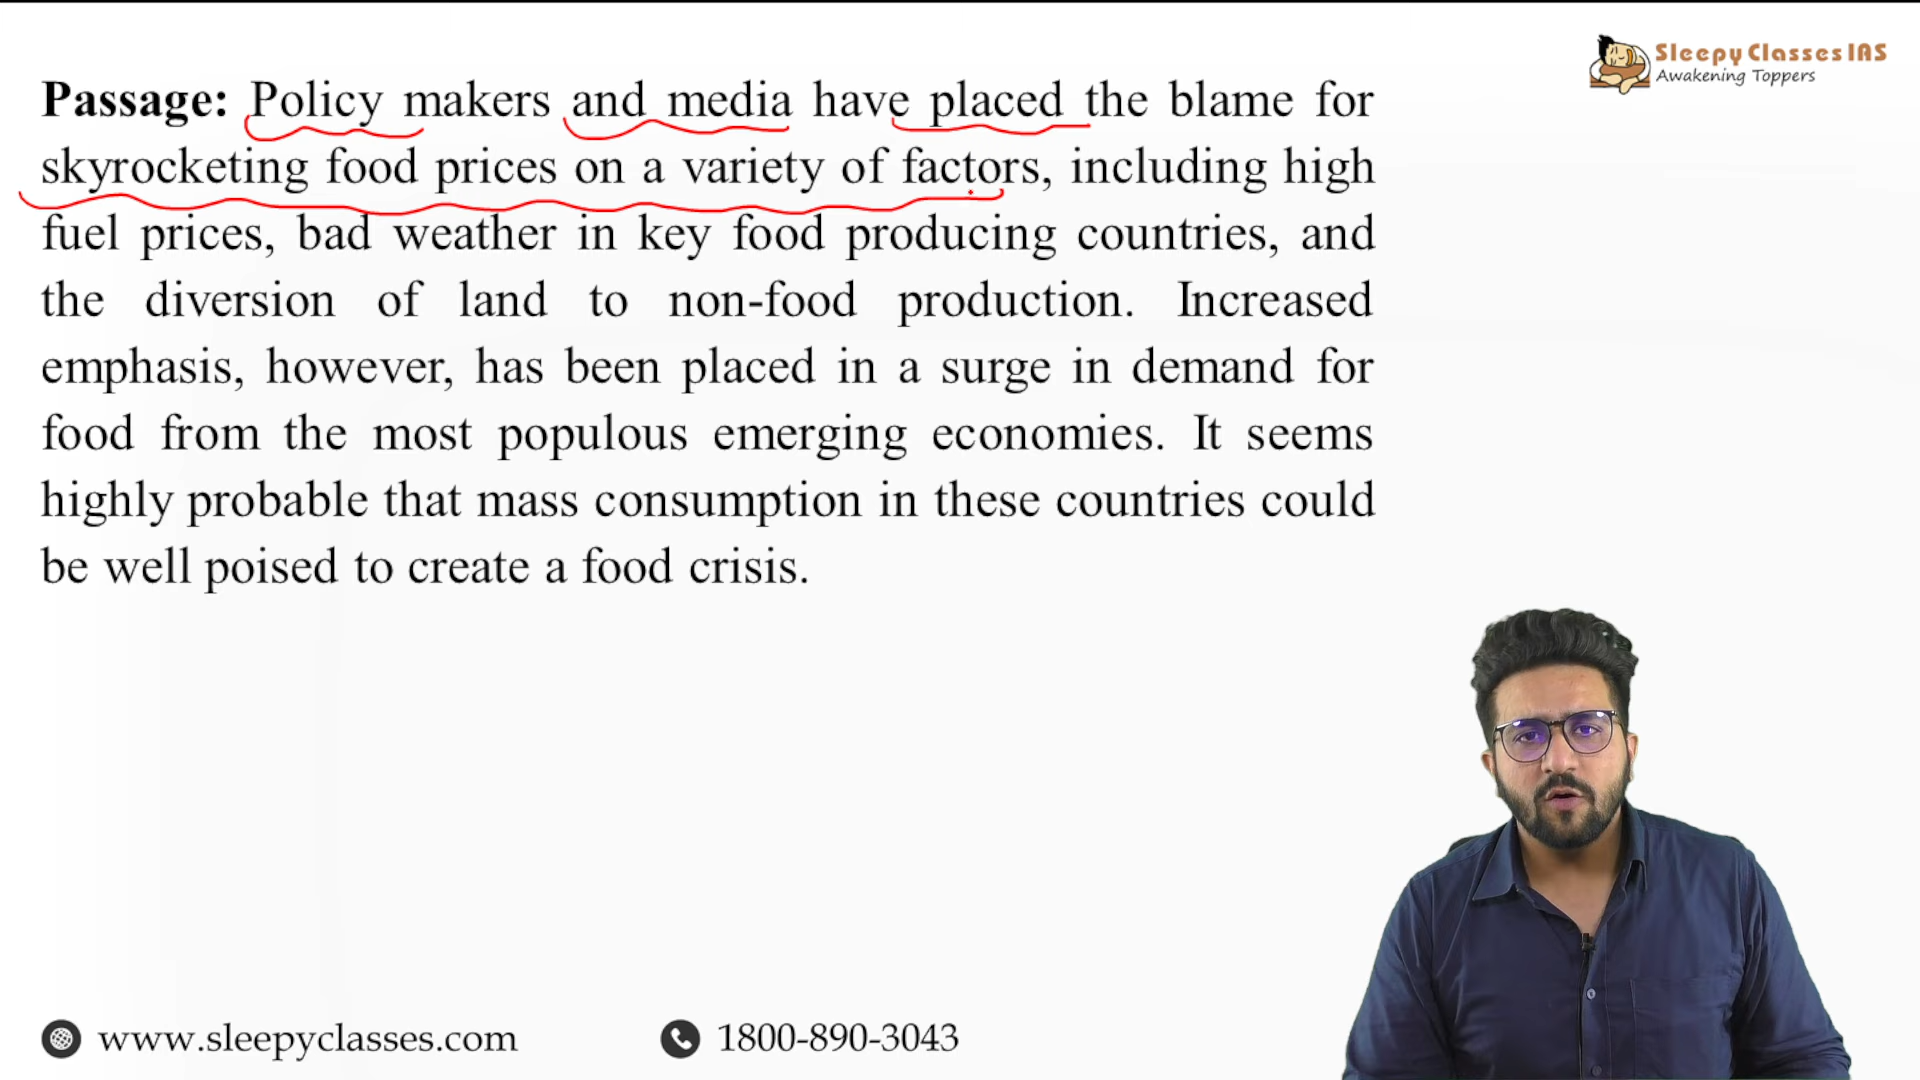 Sleepy Classes IAS
Awakening Toppers
Passage: Policy makers and media have placed the blame for
skyrocketing food prices on a variety of factors, including high
fuel prices, bad weather in key food producing countries, and
the diversion of land to non-food production. Increased
emphasis, however, has been placed in a surge in demand for
food from the most populous emerging economies. It seems
highly probable that mass consumption in these countries could
be well poised to create a food crisis.
www.sleepyclasses.com
1800-890-3043